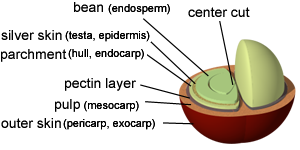 bean (endosperm)
center cut
silver skin (testa, epidermis)
parchment (hull, endocarp)
pectin layer
pulp (mesocarp)
outer skin (pericarp, exocarp)